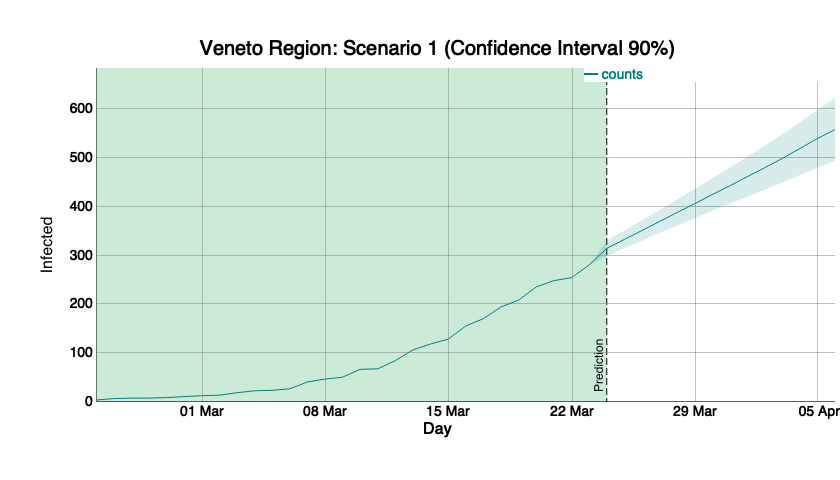 Veneto Region: Scenario 1 (Confidence Interval 90%)
counts
600
500
400
300
200
100
0
Infected
Prediction
01 Mar
08 Mar
15 Mar
22 Mar
29 Mar
05 Apr
Day